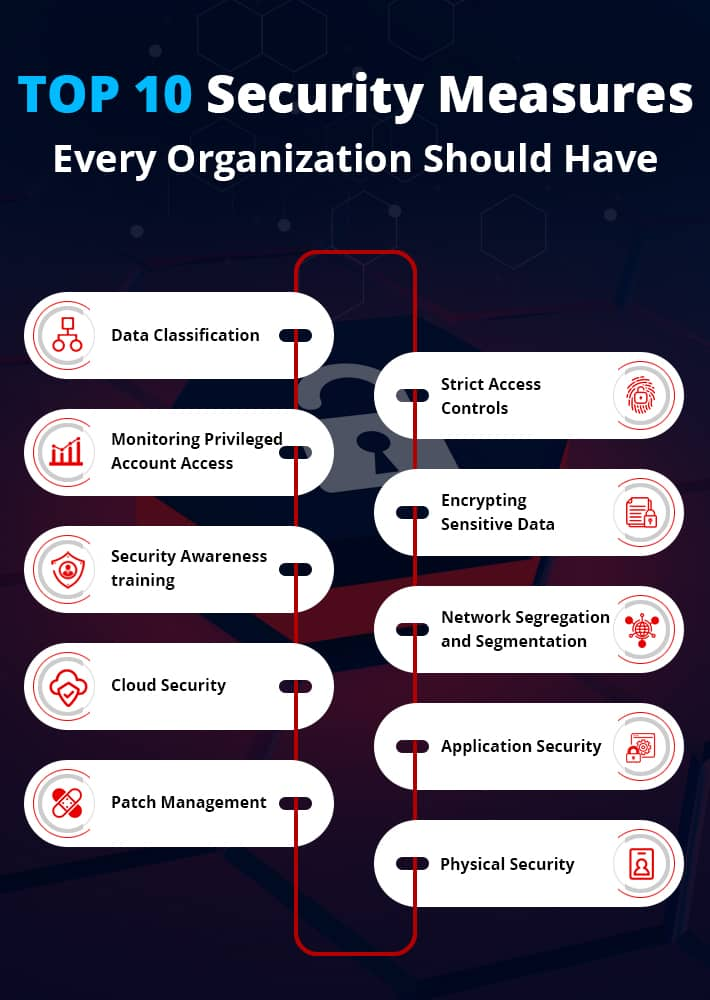 TOP 10 Security Measures
Every Organization Should Have
Data Classification
Strict Access
Controls
Monitoring Privileged
Account Access
Encrypting
Sensitive Data
Security Awareness
training
Network Segregation
and Segmentation
Cloud Security
Application Security
Patch Management
Physical Security